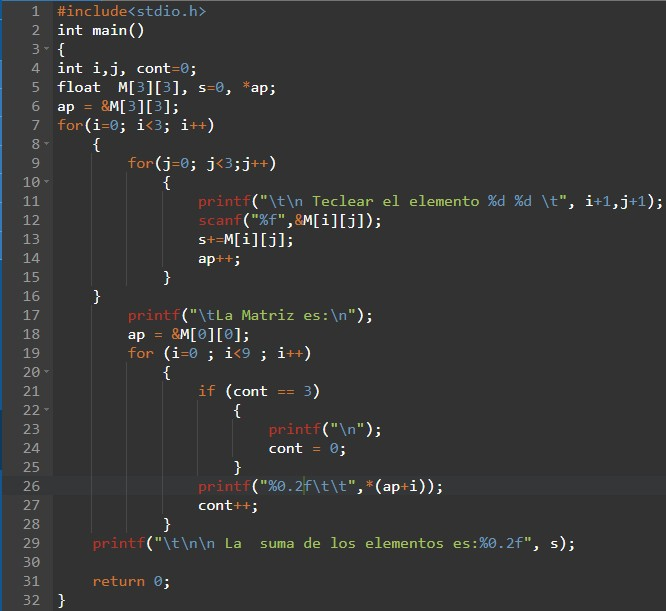 1 #include<stdio.h>
2 int main()
3 {
4 int i,j, cont=0;
5 float  M[3][3], s=0, *ap;
6 ap = &M[3][3];
7 for(i=0; i<3; i++)
8     {
9         for(j=0; j<3;j++)
10             {
11                 printf("\t\n Teclear el elemento %d %d \t", i+1,j+1);
12                 scanf("%f",&M[i][j]);
13                 s+=M[i][j];
14                 ap++;
15             }
16     }
17         printf("\tLa Matriz es:\n");
18         ap = &M[0][0];
19         for (i=0 ; i<9 ; i++)
20             {
21                 if (cont == 3)
22                     {
23                         printf("\n");
24                         cont = 0;
25                     }
26                 printf("%0.2f\t\t",*(ap+i));
27                 cont++;
28             }
29     printf("\t\n\n La  suma de los elementos es:%0.2f", s);
30
31     return 0;
32 }